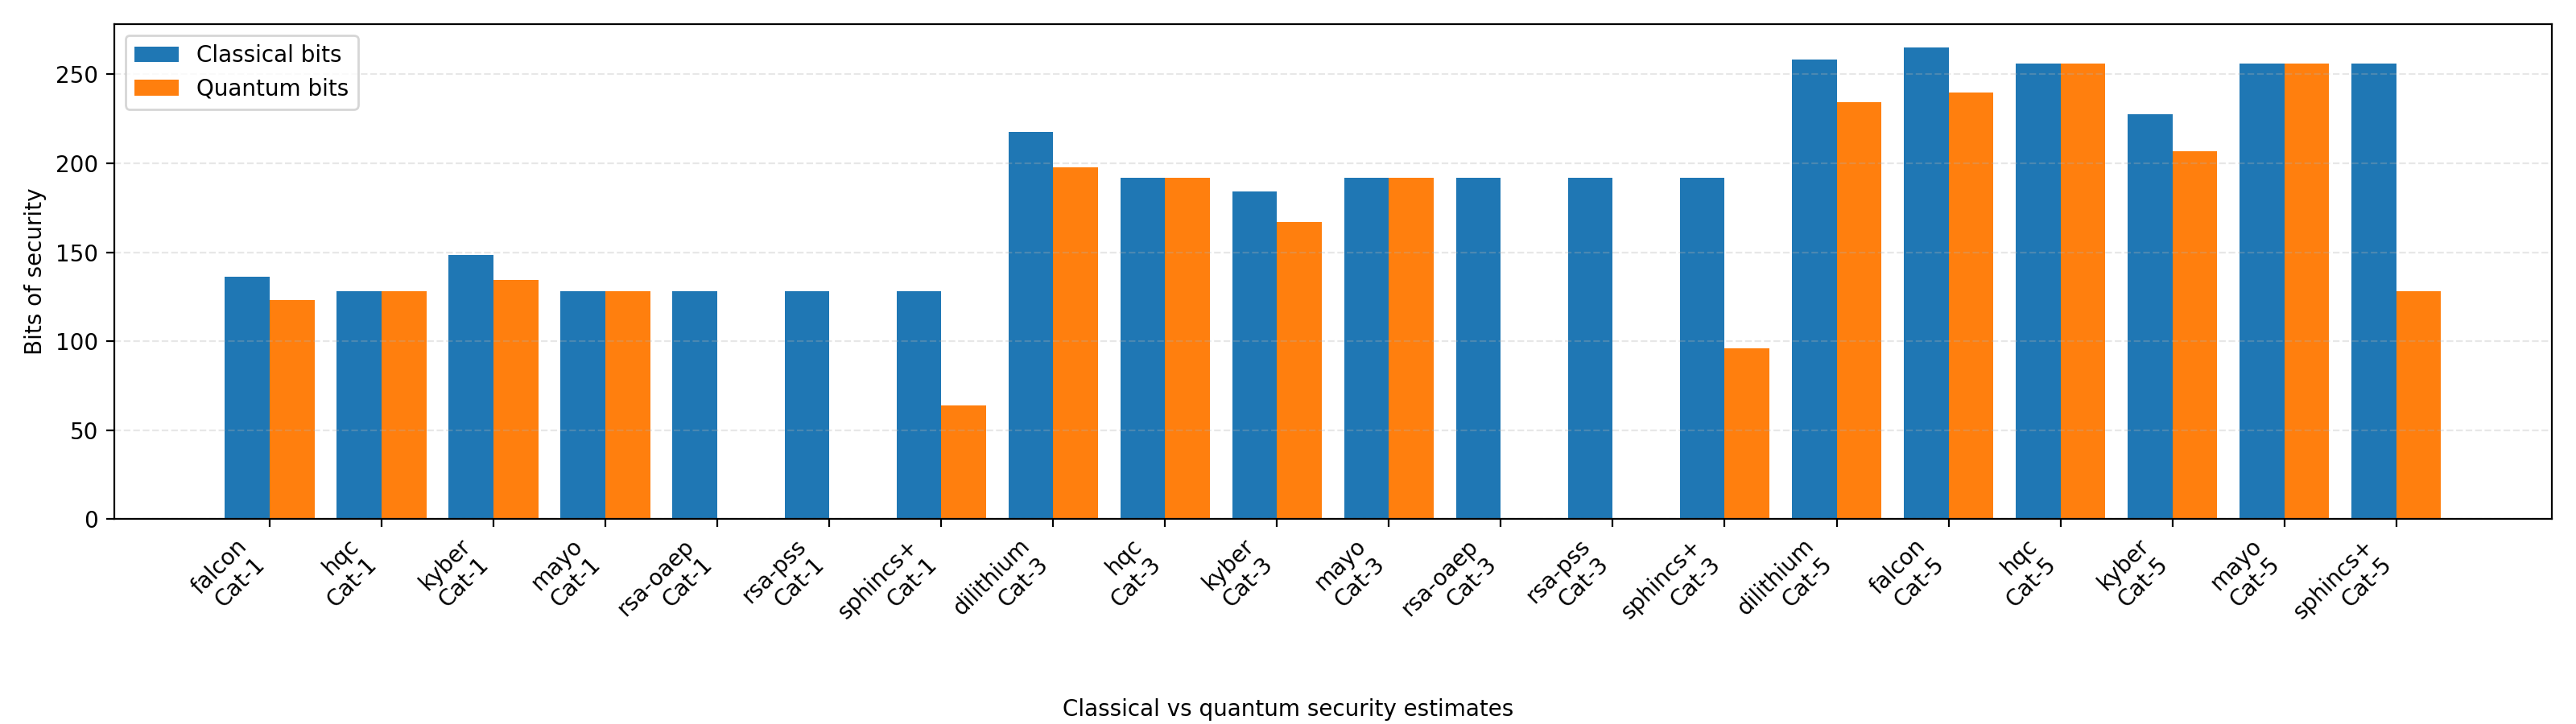 Classical bits
Quantum bits
Bits of security
250
200
150
100
50
0
falcon
Cat-1
hqc
Cat-1
kyber
Cat-1
mayo
Cat-1
rsa-oaep
Cat-1
rsa-pss
Cat-1
sphincs+
Cat-1
dilithium
Cat-3
hqc
Cat-3
kyber
Cat-3
mayo
Cat-3
rsa-oaep
Cat-3
rsa-pss
Cat-3
sphincs+
Cat-3
dilithium
Cat-5
falcon
Cat-5
hqc
Cat-5
kyber
Cat-5
mayo
Cat-5
sphincs+
Cat-5
Classical vs quantum security estimates